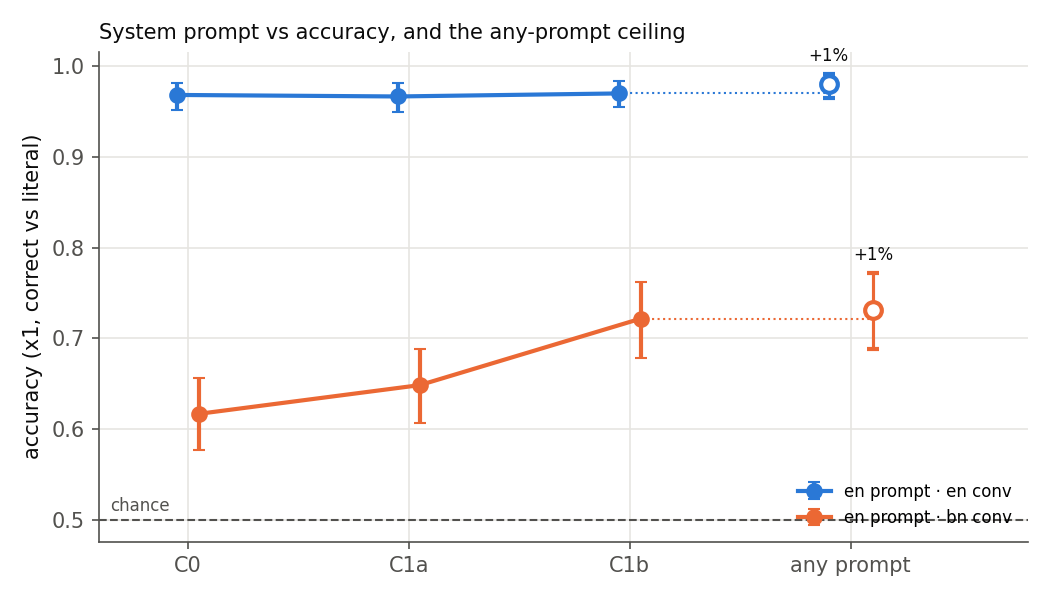 System prompt vs accuracy, and the any-prompt ceiling
+1%
1.0
0.9
0.8
0.7
0.6
0.5
accuracy (x1, correct vs literal)
+1%
chance
en prompt · en conv
en prompt · bn conv
C0
C1a
C1b
any prompt